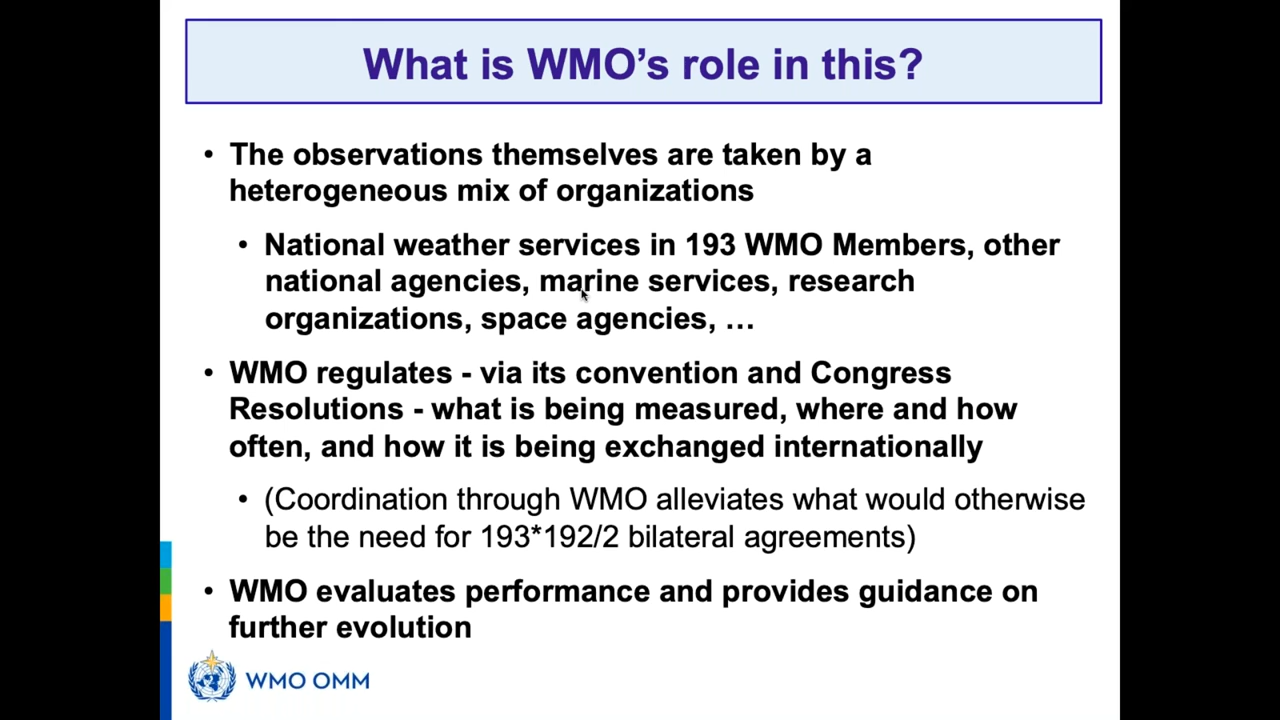 What is WMO’s role in this?
• The observations themselves are taken by a
heterogeneous mix of organizations
• National weather services in 193 WMO Members, other
national agencies, marine services, research
organizations, space agencies, …
• WMO regulates - via its convention and Congress
Resolutions - what is being measured, where and how
often, and how it is being exchanged internationally
• (Coordination through WMO alleviates what would otherwise
be the need for 193*192/2 bilateral agreements)
• WMO evaluates performance and provides guidance on
further evolution
WMO OMM